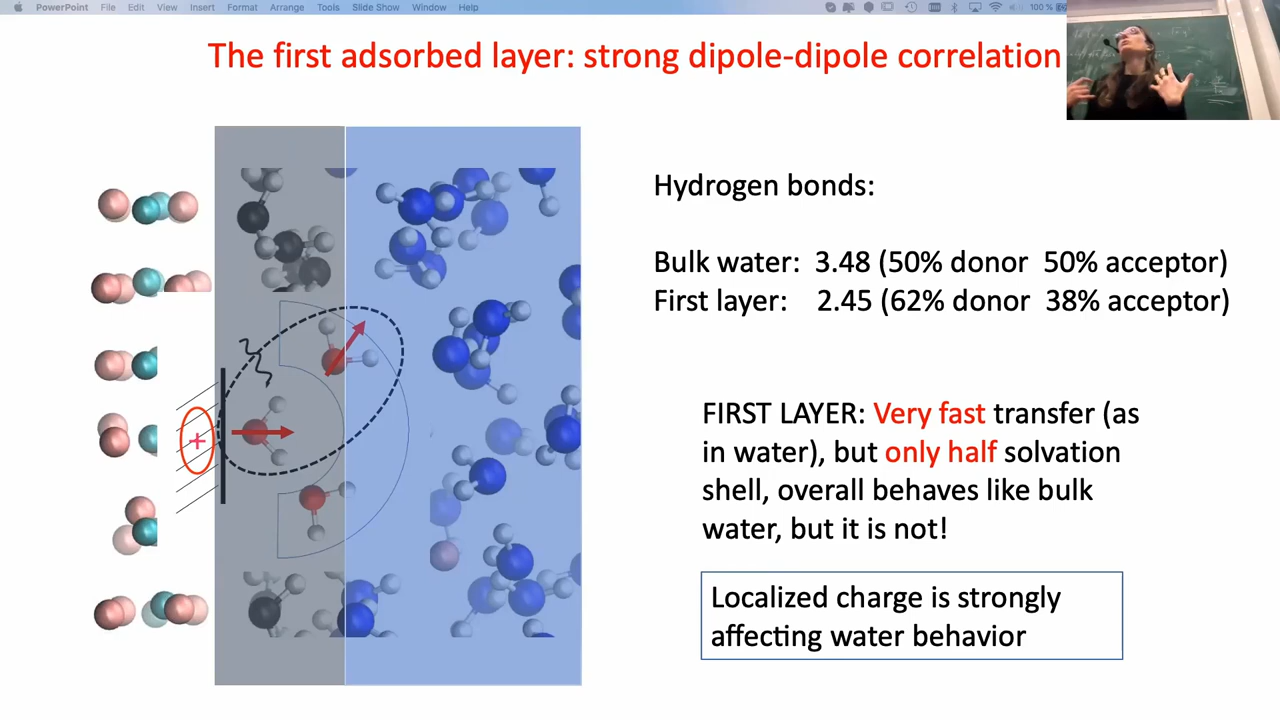 PowerPoint File Edit View Insert Format Arrange Tools Slide Show Window Help
100 %
The first adsorbed layer: strong dipole-dipole correlation
Hydrogen bonds:
Bulk water: 3.48 (50% donor 50% acceptor)
First layer: 2.45 (62% donor 38% acceptor)
+
FIRST LAYER: Very fast transfer (as
in water), but only half solvation
shell, overall behaves like bulk
water, but it is not!
Localized charge is strongly
affecting water behavior